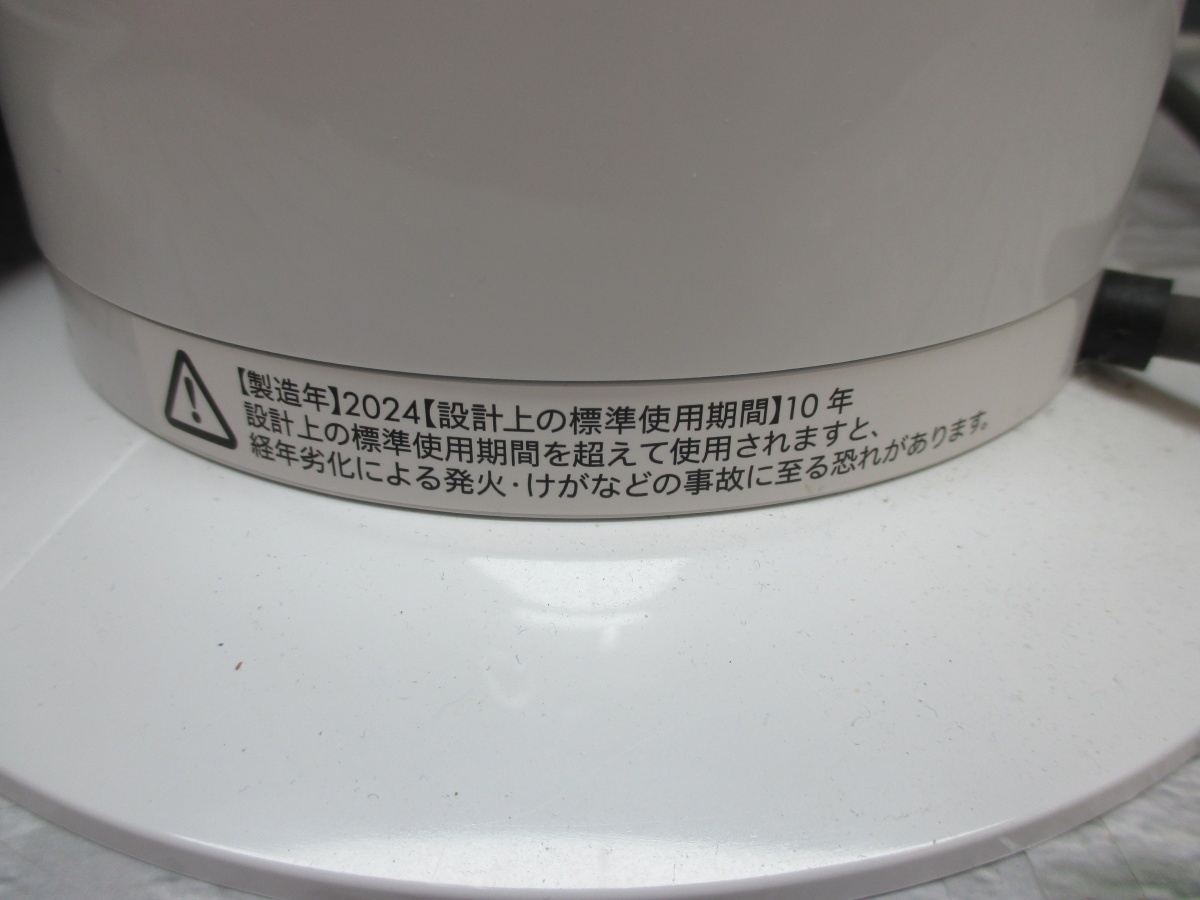 【製造年】2024【設計上の標準使用期間】10 年
設計上の標準使用期間を超えて使用されますと、
経年劣化による発火・けがなどの事故に至る恐れがあります。